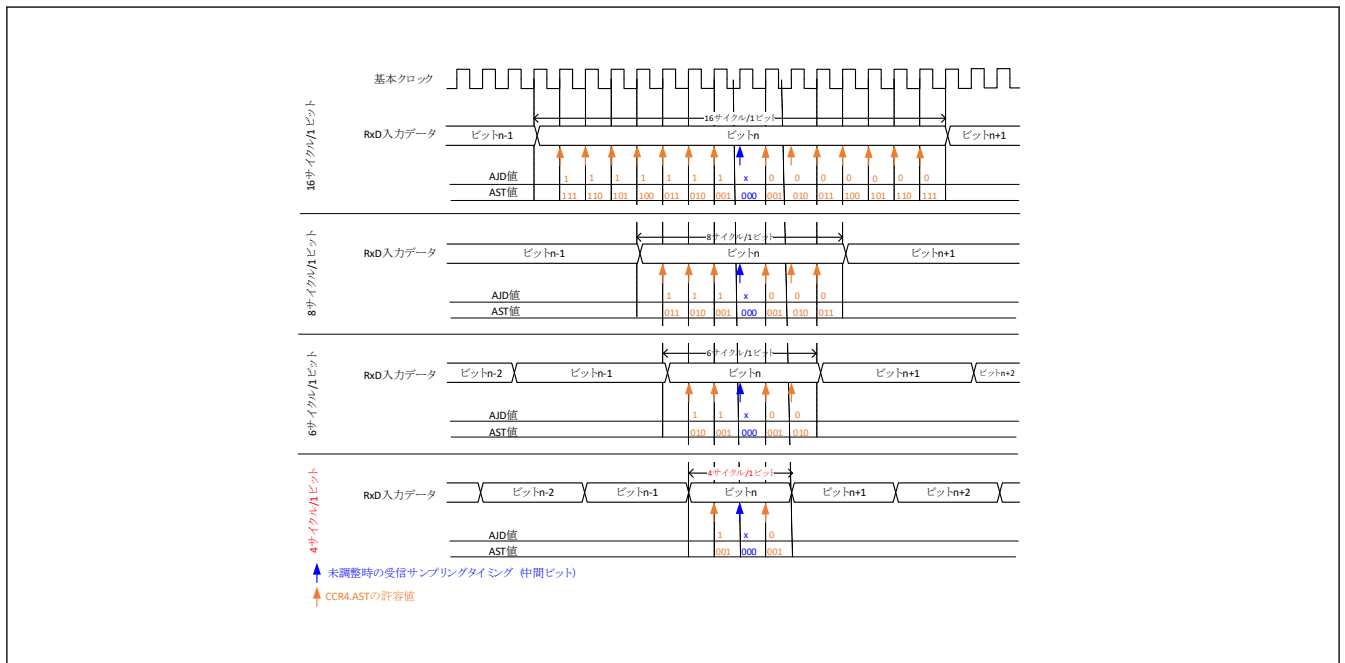 基本クロック
16サイクル/1ビット
16サイクル/1ビット
RxD入力データ ビットn-1 ビットn ビットn+1
AJD値 1 1 1 1 1 1 1 x 0 0 0 0 0 0 0
AST値 111 110 101 100 011 010 001 000 001 010 011 100 101 110 111
8サイクル/1ビット
8サイクル/1ビット
RxD入力データ ビットn-1 ビットn ビットn+1
AJD値 1 1 1 x 0 0 0
AST値 011 010 001 000 001 010 011
6サイクル/1ビット
6サイクル/1ビット
RxD入力データ ビットn-2 ビットn-1 ビットn ビットn+1 ビットn+2
AJD値 1 1 x 0 0
AST値 010 001 000 001 010
4サイクル/1ビット
4サイクル/1ビット
RxD入力データ ビットn-2 ビットn-1 ビットn ビットn+1 ビットn+2
AJD値 1 x 0
AST値 001 000 001
未調整時の受信サンプリングタイミング (中間ビット)
CCR4.ASTの許容値